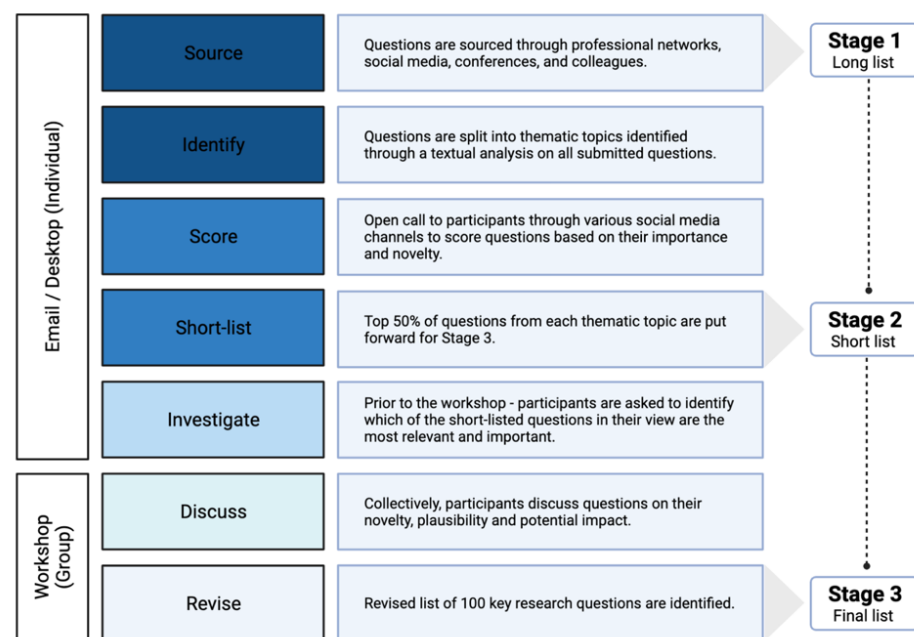 Email / Desktop (Individual)
Source
Questions are sourced through professional networks,
social media, conferences, and colleagues.
Stage 1
Long list
Identify
Questions are split into thematic topics identified
through a textual analysis on all submitted questions.
Score
Open call to participants through various social media
channels to score questions based on their importance
and novelty.
Short-list
Top 50% of questions from each thematic topic are put
forward for Stage 3.
Stage 2
Short list
Investigate
Prior to the workshop - participants are asked to identify
which of the short-listed questions in their view are the
most relevant and important.
Workshop
(Group)
Discuss
Collectively, participants discuss questions on their
novelty, plausibility and potential impact.
Revise
Revised list of 100 key research questions are identified.
Stage 3
Final list